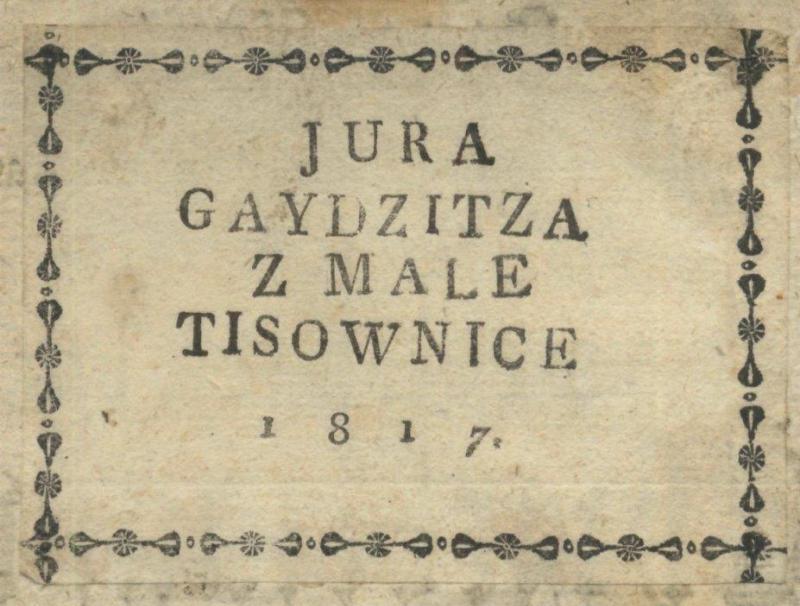 JURA
GAYDZITZA
Z MALE
TISOWNICE
1817.